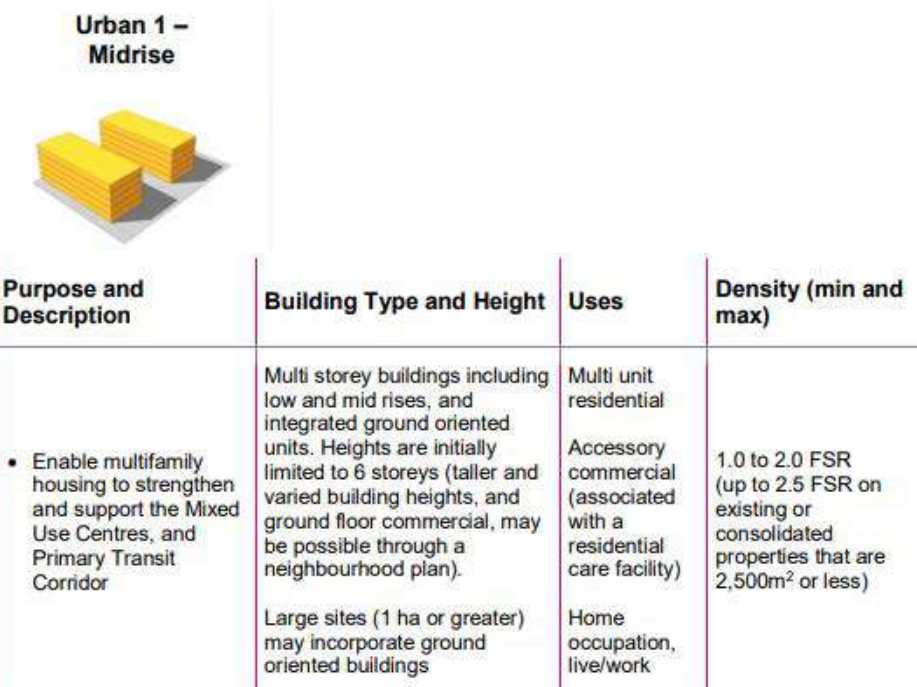 Urban 1 –
Midrise
Purpose and
Description
Building Type and Height
Uses
Density (min and
max)
• Enable multifamily
housing to strengthen
and support the Mixed
Use Centres, and
Primary Transit
Corridor
Multi storey buildings including
low and mid rises, and
integrated ground oriented
units. Heights are initially
limited to 6 storeys (taller and
varied building heights, and
ground floor commercial, may
be possible through a
neighbourhood plan).
Large sites (1 ha or greater)
may incorporate ground
oriented buildings
Multi unit
residential
Accessory
commercial
(associated
with a
residential
care facility)
Home
occupation,
live/work
1.0 to 2.0 FSR
(up to 2.5 FSR on
existing or
consolidated
properties that are
2,500m² or less)